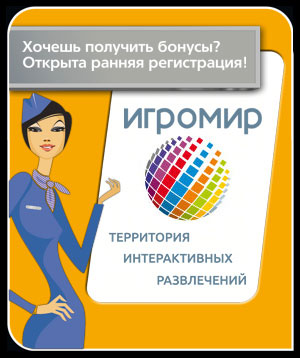 Хочешь получить бонусы?
Открыта ранняя регистрация!
ИГРОМИР
ТЕРРИТОРИЯ
ИНТЕРАКТИВНЫХ
РАЗВЛЕЧЕНИЙ